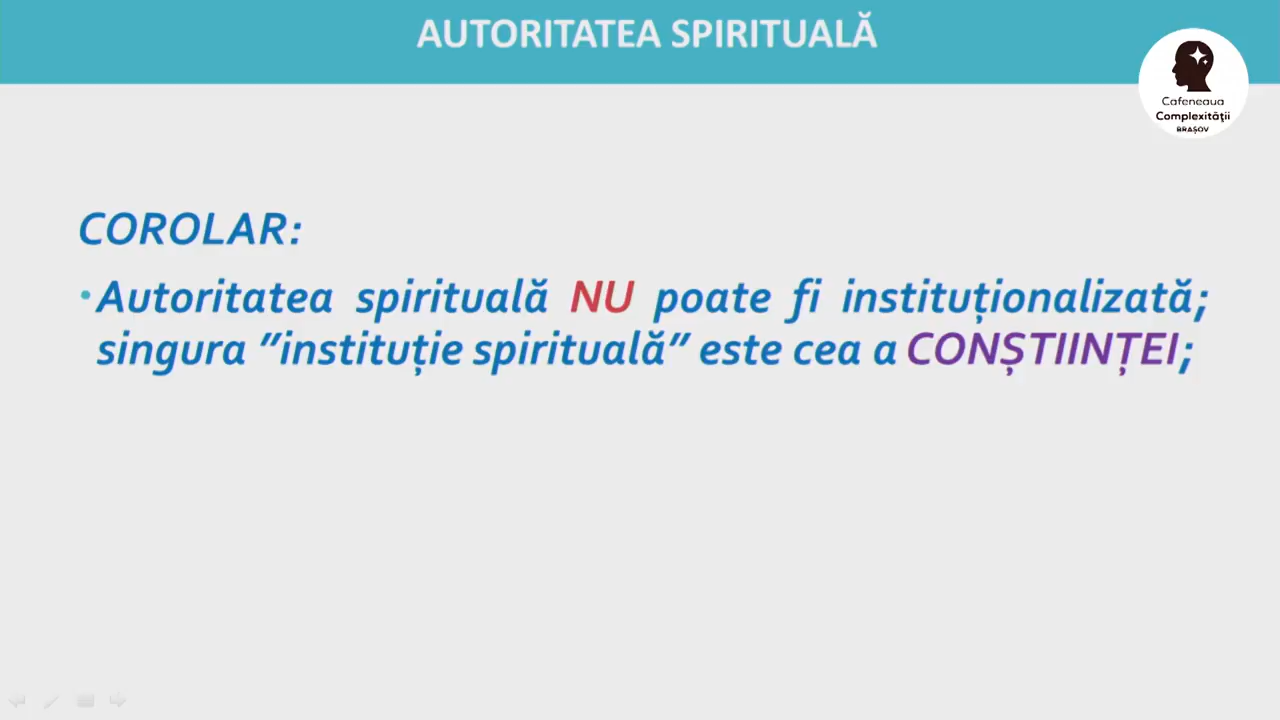 AUTORITATEA SPIRITUALĂ
Cafeneaua
Complexității
BRAȘOV
COROLAR:
•Autoritatea spirituală NU poate fi instituționalizată;
singura ”instituție spirituală” este cea a CONȘTIINȚEI;